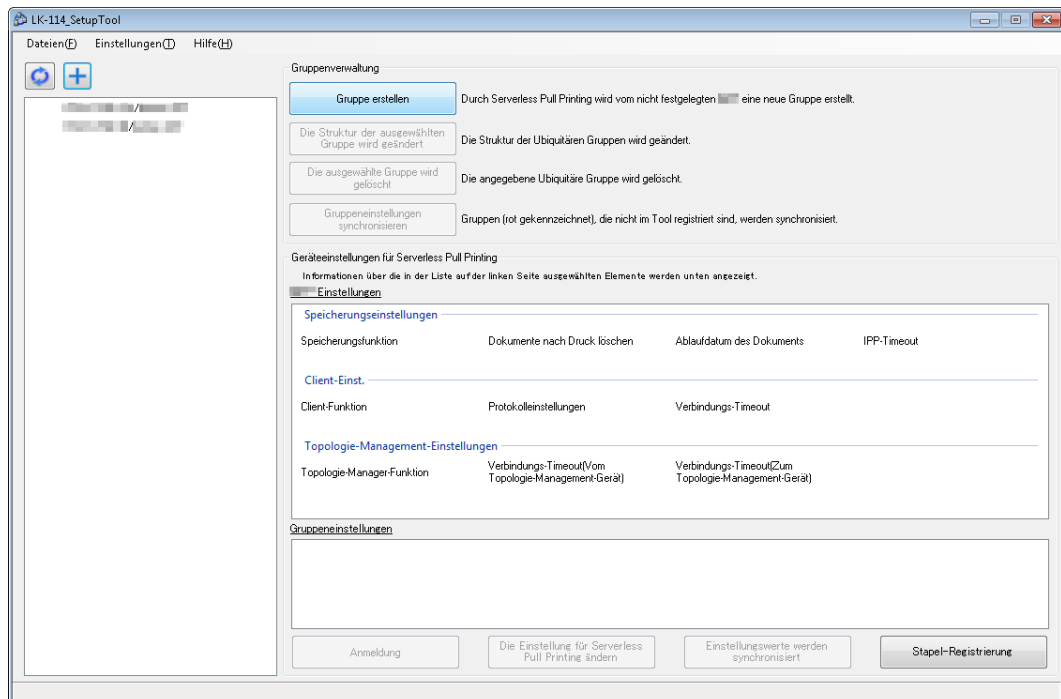 LK-114_SetupTool
Dateien(F) Einstellungen(T) Hilfe(H)
/
/
Gruppenverwaltung
Gruppe erstellen
Durch Serverless Pull Printing wird vom nicht festgelegten eine neue Gruppe erstellt.
Die Struktur der ausgewählten
Gruppe wird geändert
Die Struktur der Ubiquitären Gruppen wird geändert.
Die ausgewählte Gruppe wird
gelöscht
Die angegebene Ubiquitäre Gruppe wird gelöscht.
Gruppeneinstellungen
synchronisieren
Gruppen (rot gekennzeichnet), die nicht im Tool registriert sind, werden synchronisiert.
Geräteeinstellungen für Serverless Pull Printing
Informationen über die in der Liste auf der linken Seite ausgewählten Elemente werden unten angezeigt.
Einstellungen
Speicherungseinstellungen
Speicherungsfunktion Dokumente nach Druck löschen Ablaufdatum des Dokuments IPP-Timeout
Client-Einst.
Client-Funktion Protokolleinstellungen Verbindungs-Timeout
Topologie-Management-Einstellungen
Topologie-Manager-Funktion
Verbindungs-Timeout(Vom
Topologie-Management-Gerät)
Verbindungs-Timeout(Zum
Topologie-Management-Gerät)
Gruppeneinstellungen
Anmeldung
Die Einstellung für Serverless
Pull Printing ändern
Einstellungswerte werden
synchronisiert
Stapel-Registrierung